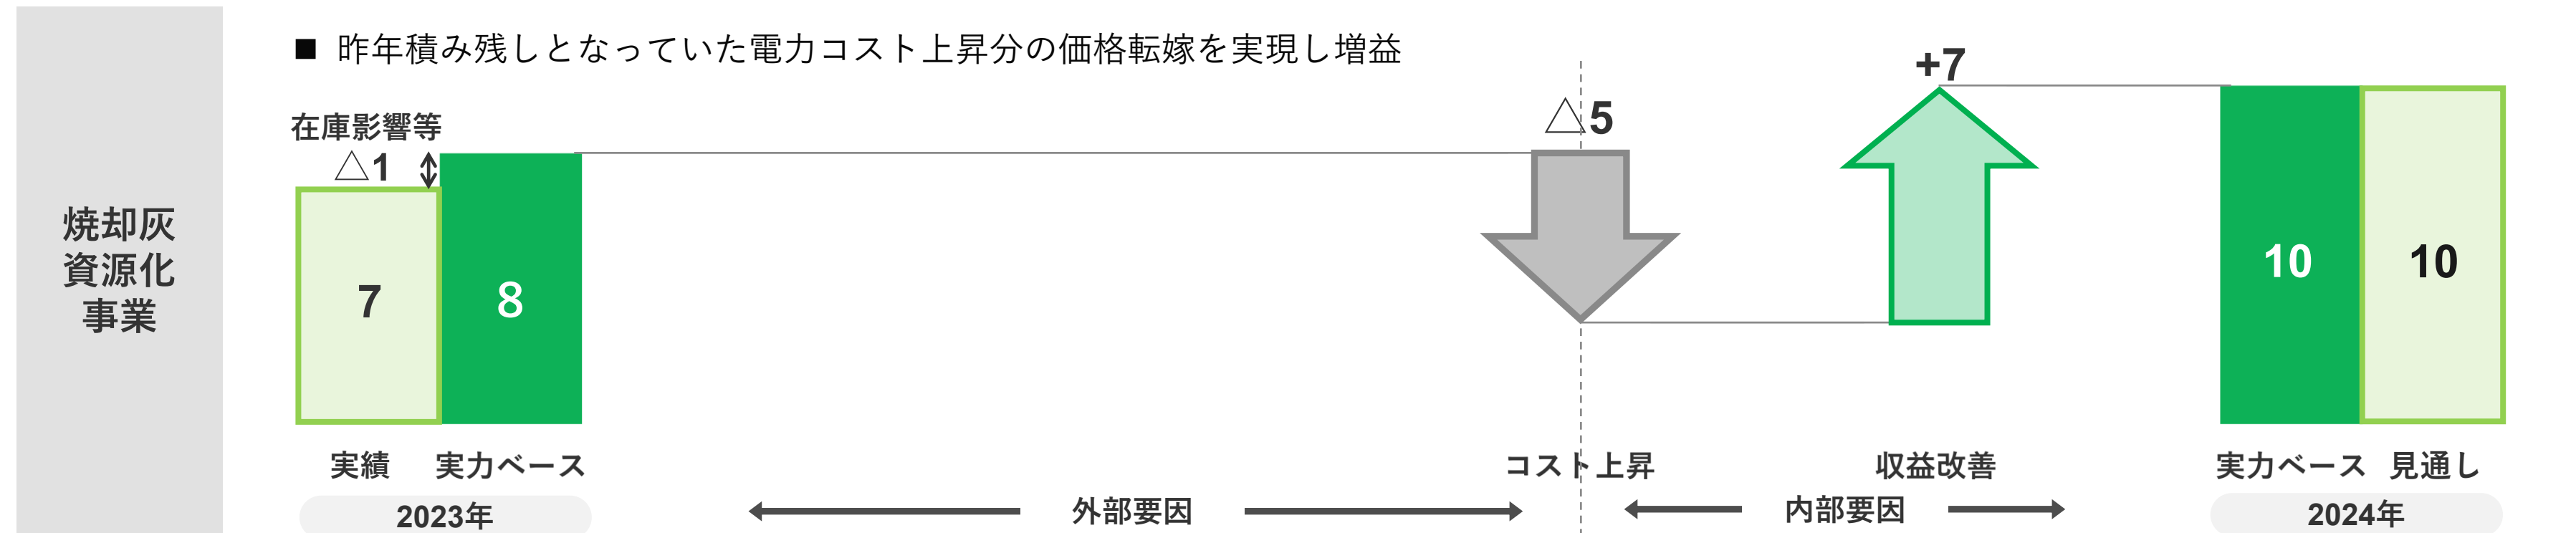 焼却灰
資源化
事業
■ 昨年積み残しとなっていた電力コスト上昇分の価格転嫁を実現し増益
在庫影響等
△1
7
8
△5
+7
10
10
実績
実力ベース
コスト上昇
収益改善
実力ベース
見通し
2023年
外部要因
内部要因
2024年